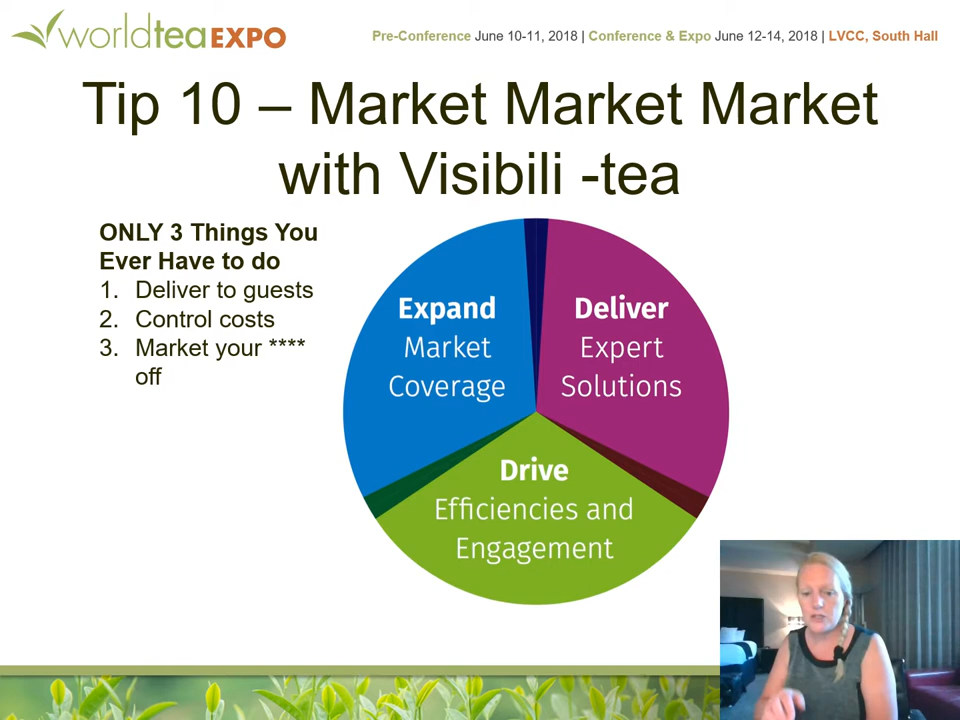 worldteaEXPO
Pre-Conference June 10-11, 2018 | Conference & Expo June 12-14, 2018 | LVCC, South Hall
Tip 10 – Market Market Market
with Visibili -tea
ONLY 3 Things You
Ever Have to do
1. Deliver to guests
2. Control costs
3. Market your ****
off
Expand
Market
Coverage
Deliver
Expert
Solutions
Drive
Efficiencies and
Engagement